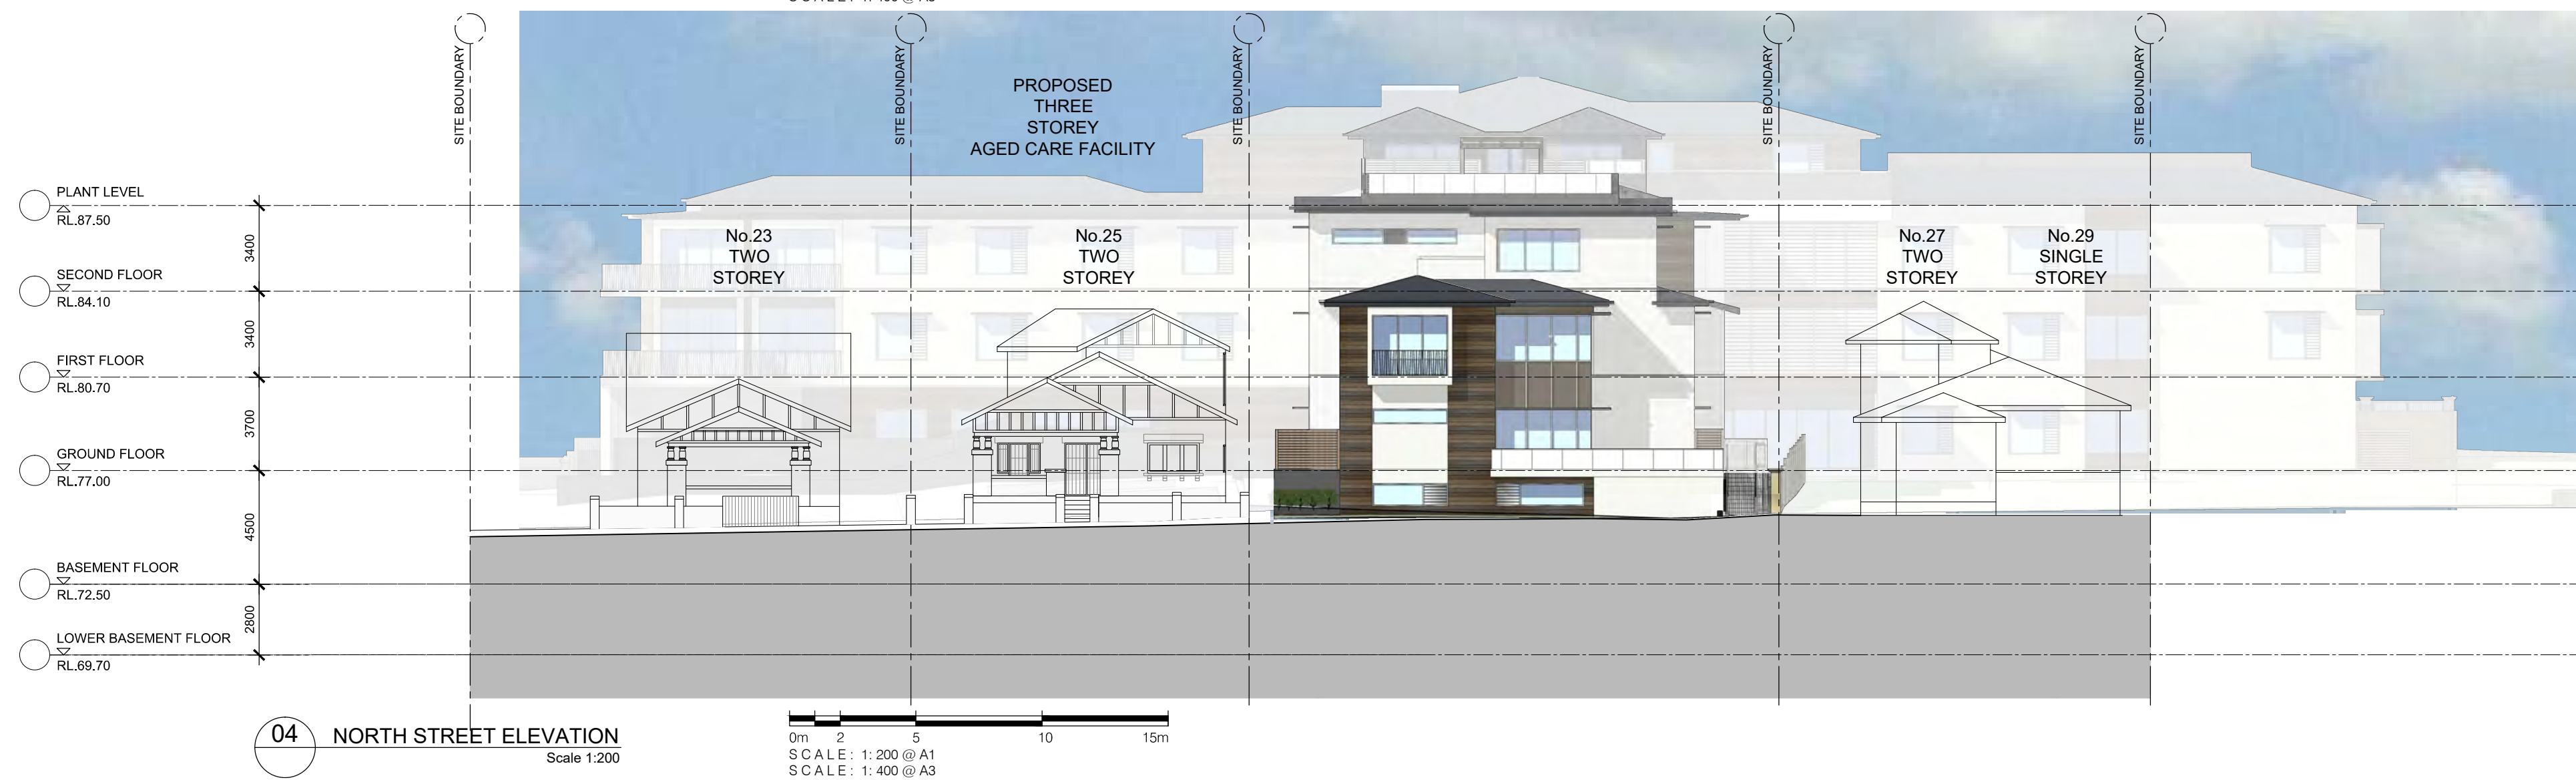 SITE BOUNDARY
SITE BOUNDARY
SITE BOUNDARY
SITE BOUNDARY
SITE BOUNDARY
PROPOSED
THREE
STOREY
AGED CARE FACILITY
PLANT LEVEL
RL.87.50
3400
SECOND FLOOR
RL.84.10
3400
FIRST FLOOR
RL.80.70
3700
GROUND FLOOR
RL.77.00
4500
BASEMENT FLOOR
RL.72.50
2800
LOWER BASEMENT FLOOR
RL.69.70
No.23
TWO
STOREY
No.25
TWO
STOREY
No.27
TWO
STOREY
No.29
SINGLE
STOREY
04 NORTH STREET ELEVATION
Scale 1:200
0m 2 5 10 15m
SCALE: 1: 200 @ A1
SCALE: 1: 400 @ A3